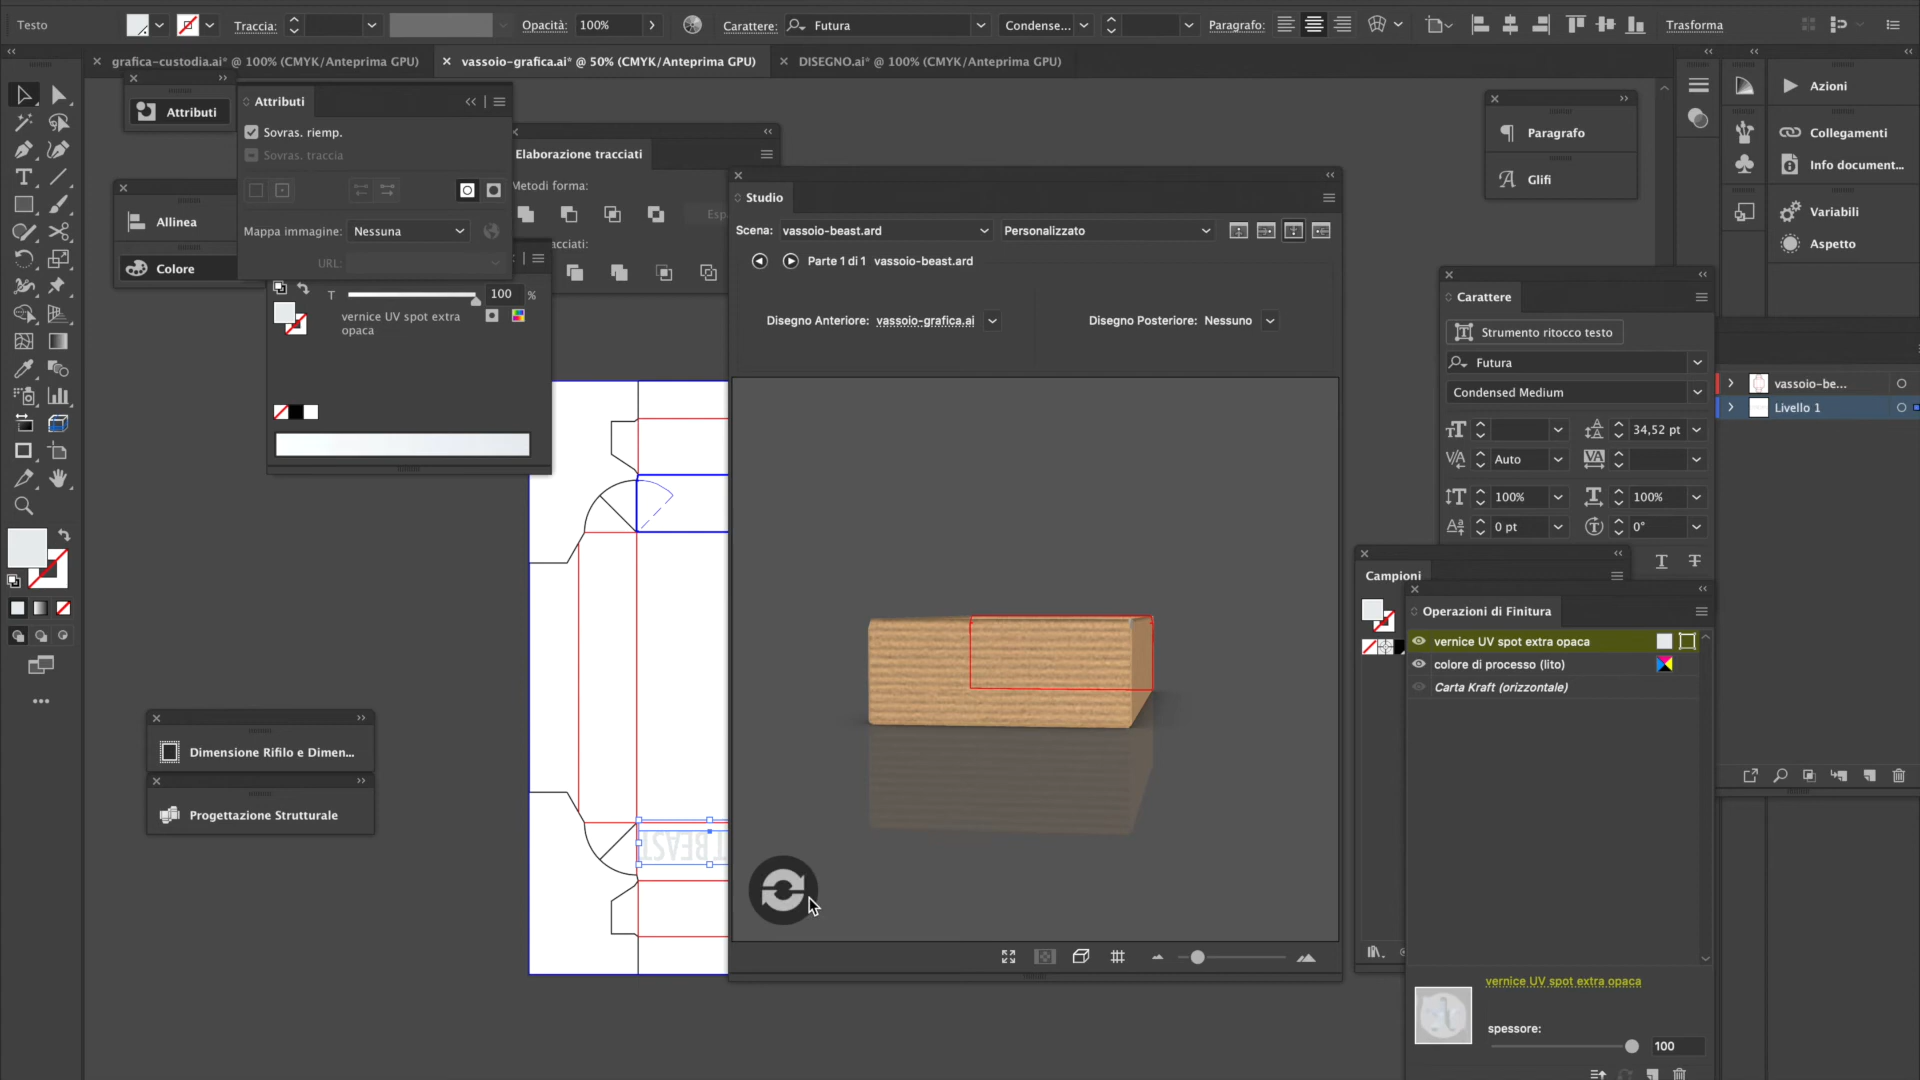 Testo
Traccia:
Opacità: 100%
Carattere: Futura
Condense...
Paragrafo:
Trasforma
grafica-custodia.ai* @ 100% (CMYK/Anteprima GPU)
vassoio-grafica.ai* @ 50% (CMYK/Anteprima GPU)
DISEGNO.ai* @ 100% (CMYK/Anteprima GPU)
Attributi
Attributi
Sovras. riemp.
Sovras. traccia
Mappa immagine: Nessuna
URL:
Allinea
Colore
T 100 %
vernice UV spot extra
opaca
Elaborazione tracciati
Metodi forma:
Espa
tracciati:
Studio
Scena: vassoio-beast.ard
Personalizzato
Parte 1 di 1 vassoio-beast.ard
Disegno Anteriore: vassoio-grafica.ai
Disegno Posteriore: Nessuno
T BEAST
Dimensione Rifilo e Dimen...
Progettazione Strutturale
Paragrafo
Glifi
Azioni
Collegamenti
Info document...
Variabili
Aspetto
Carattere
Strumento ritocco testo
Futura
Condensed Medium
34,52 pt
Auto
100%
100%
0 pt
0°
vassoio-be...
Livello 1
Campioni
Operazioni di Finitura
vernice UV spot extra opaca
colore di processo (lito)
Carta Kraft (orizzontale)
vernice UV spot extra opaca
spessore:
100